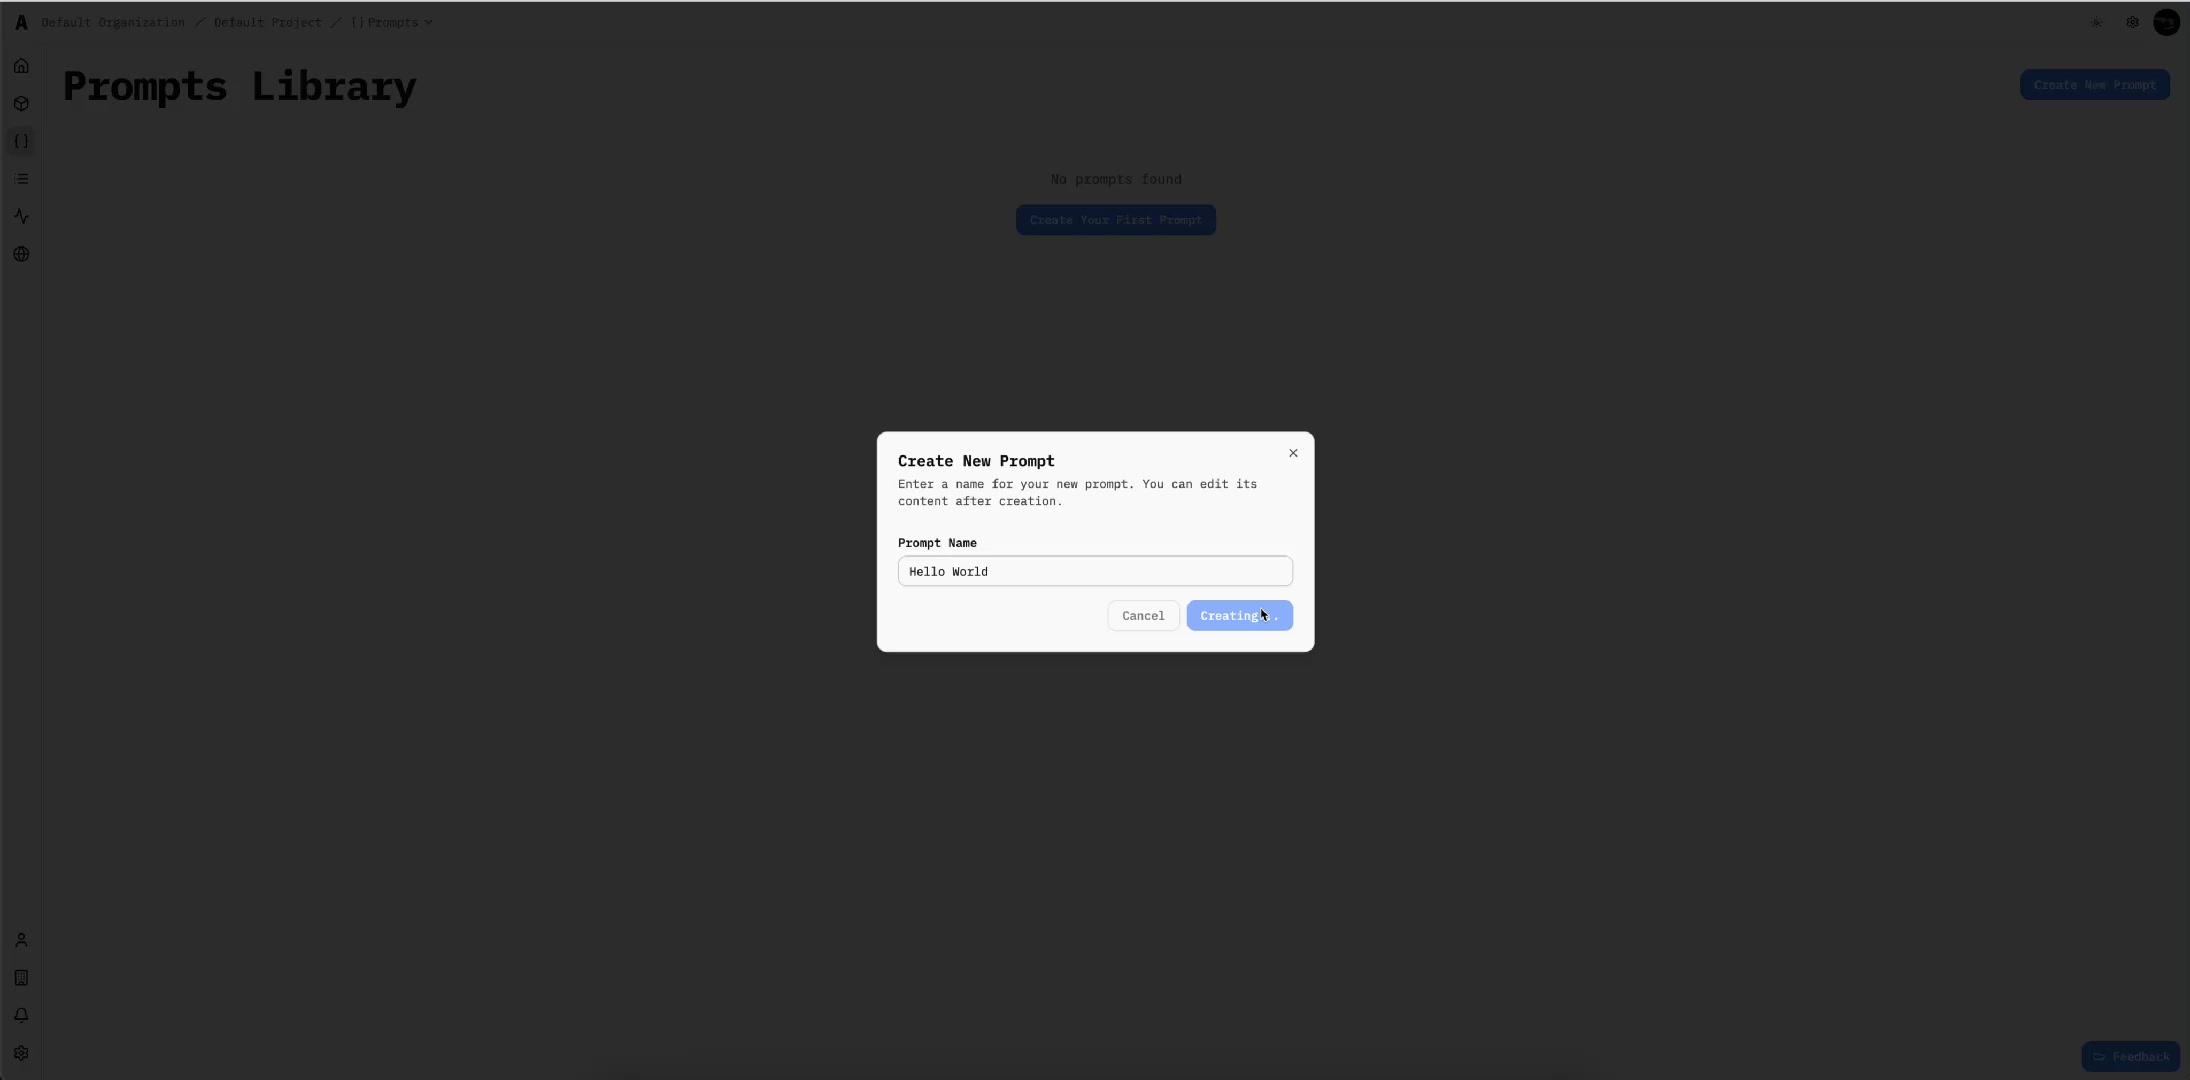 A Default Organization / Default Project / {} Prompts
Prompts Library
Create New Prompt
No prompts found
Create Your First Prompt
Create New Prompt
Enter a name for your new prompt. You can edit its
content after creation.
Prompt Name
Hello World
Cancel
Creating...
Feedback